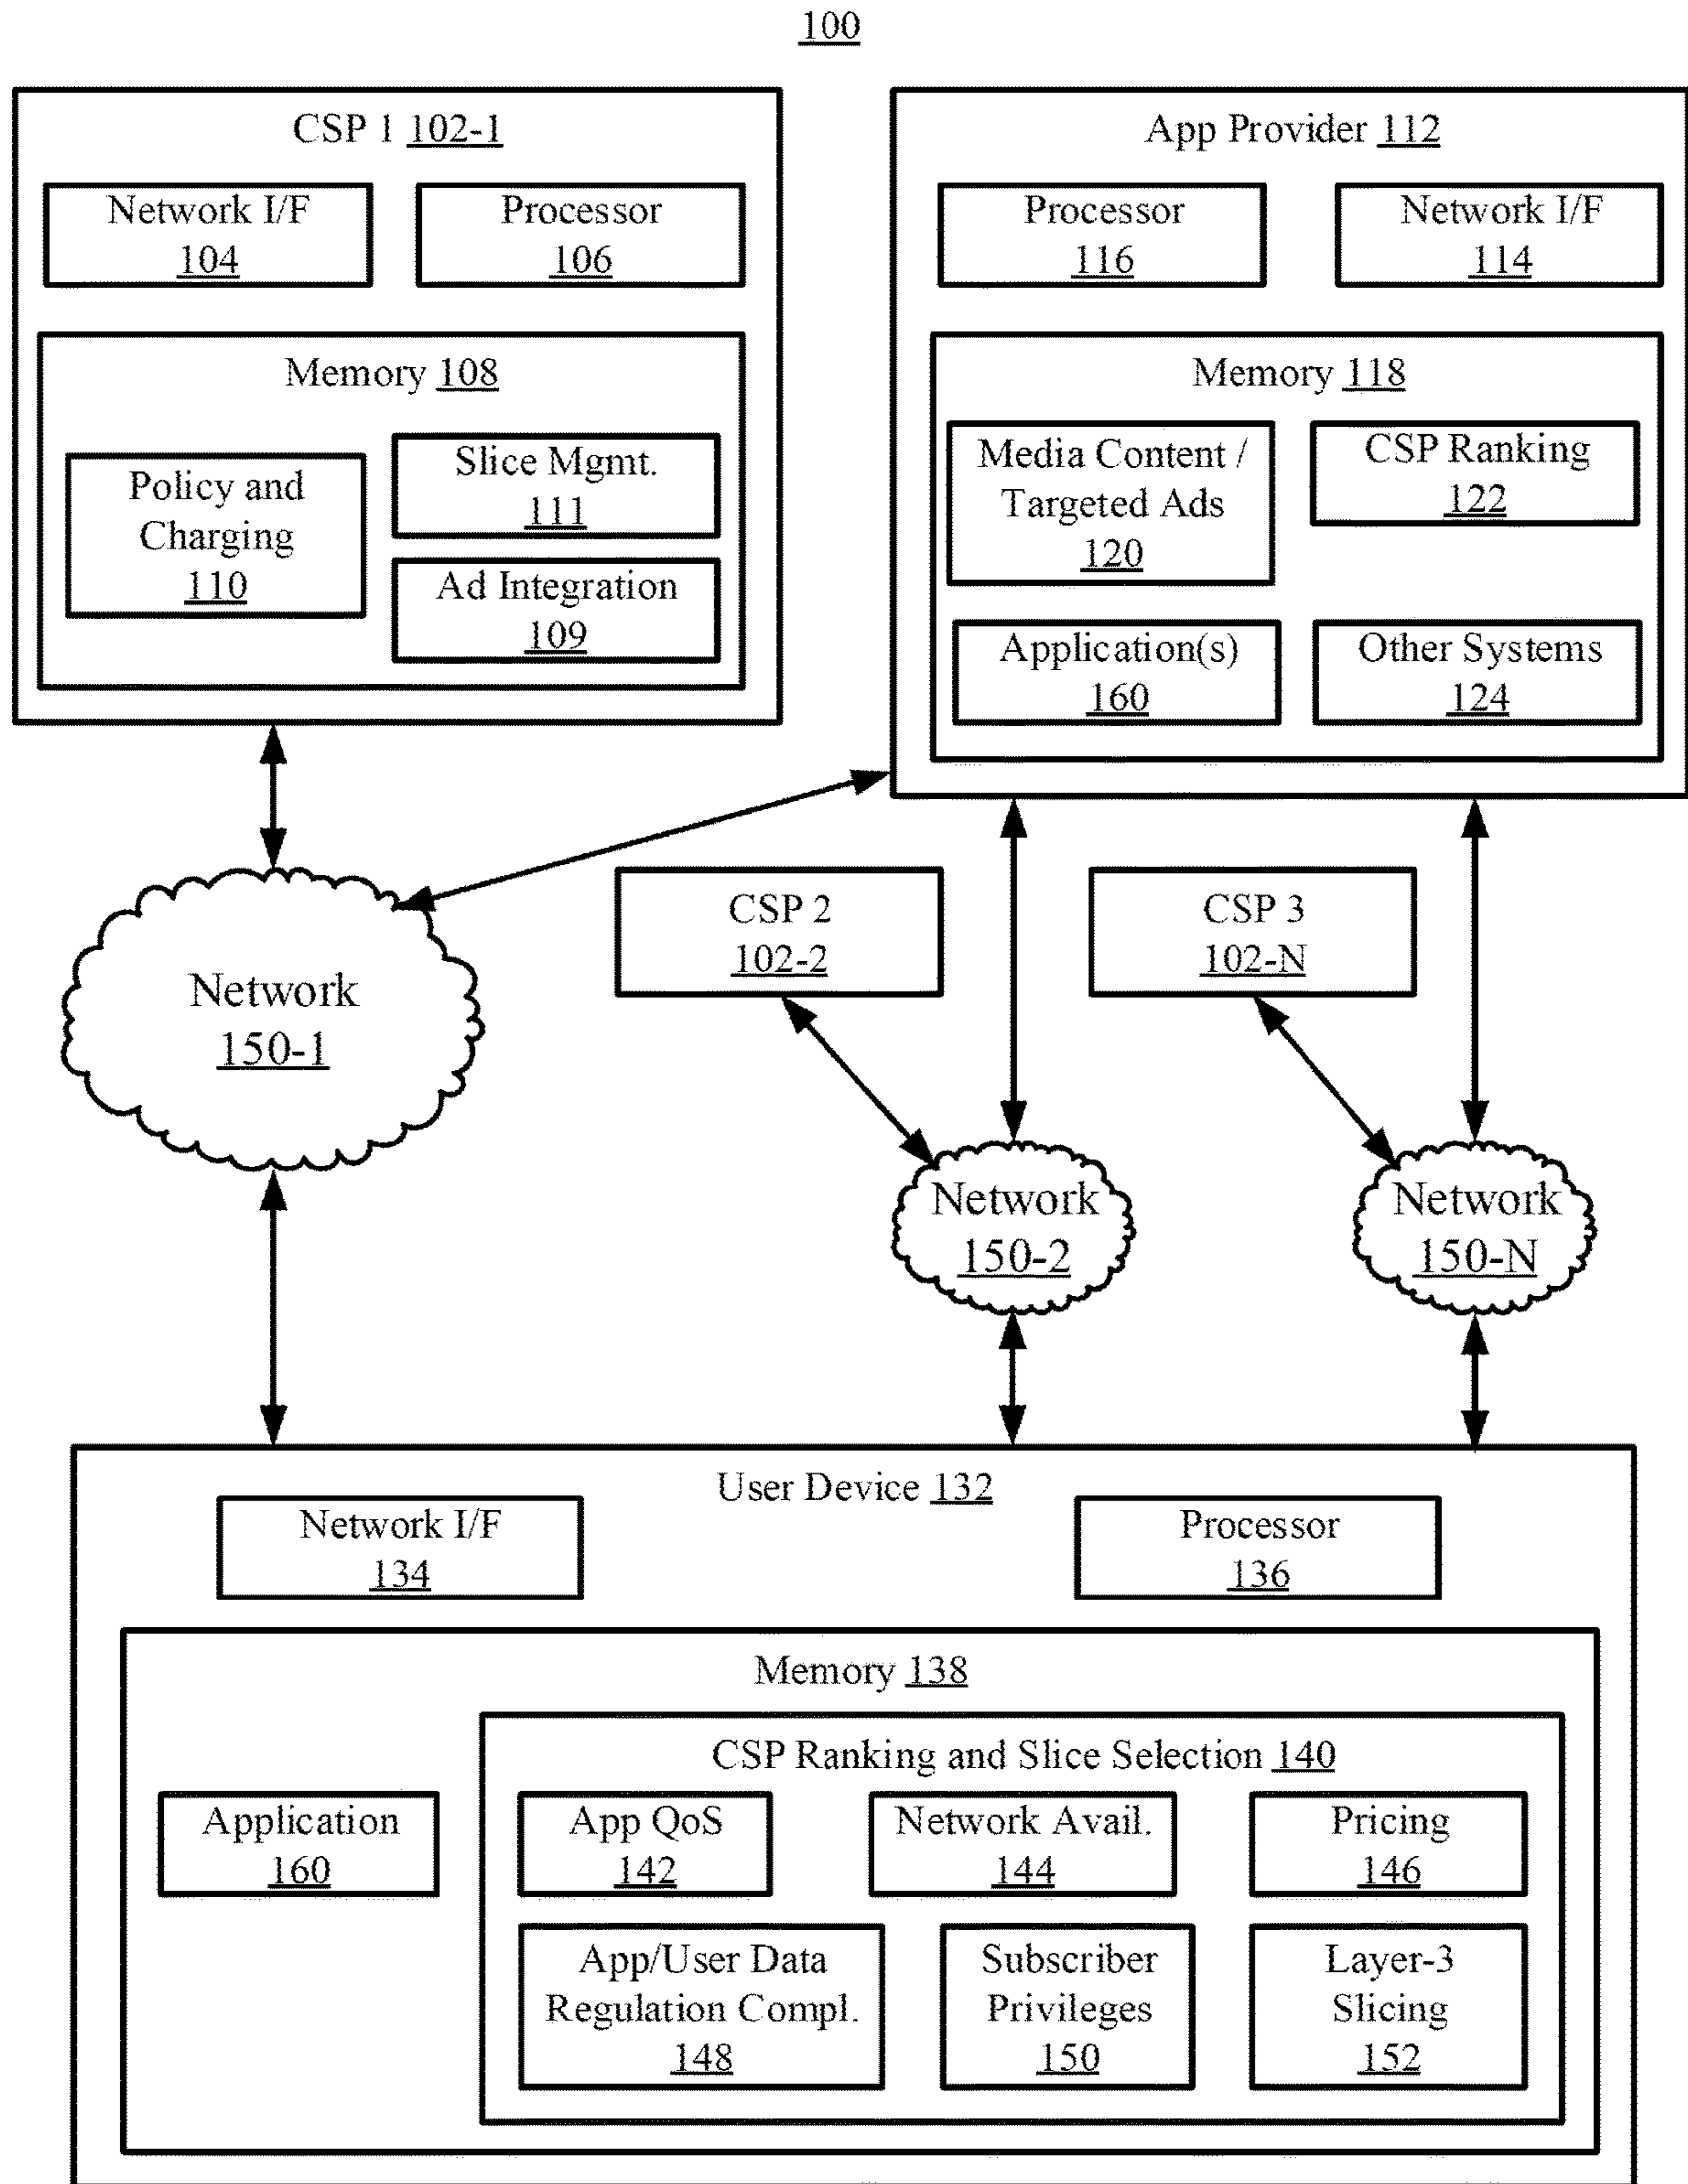 100
CSP 1 102-1
Network I/F
104
Processor
106
Memory 108
Policy and
Charging
110
Slice Mgmt.
111
Ad Integration
109
App Provider 112
Processor
116
Network I/F
114
Memory 118
Media Content /
Targeted Ads
120
CSP Ranking
122
Application(s)
160
Other Systems
124
CSP 2
102-2
CSP 3
102-N
Network
150-1
Network
150-2
Network
150-N
User Device 132
Network I/F
134
Processor
136
Memory 138
CSP Ranking and Slice Selection 140
Application
160
App QoS
142
Network Avail.
144
Pricing
146
App/User Data
Regulation Compl.
148
Subscriber
Privileges
150
Layer-3
Slicing
152